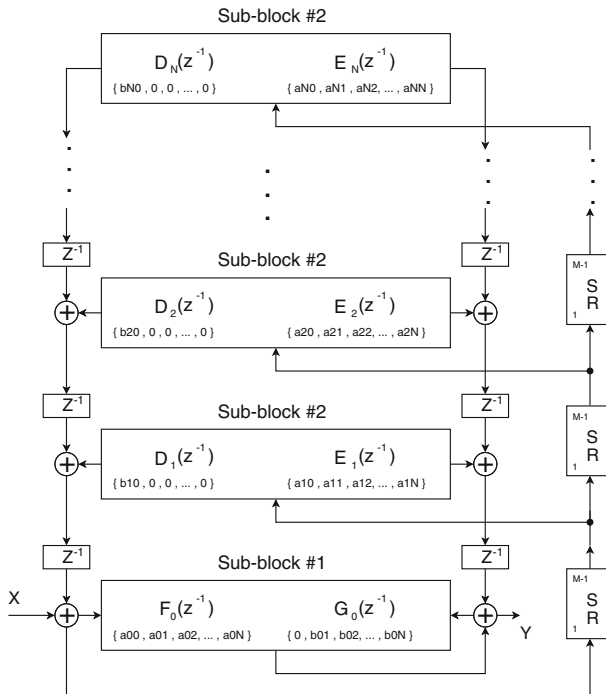 Sub-block #2
D_N(z^-1) E_N(z^-1)
{ bN0 , 0 , 0 , ... , 0 } { aN0 , aN1 , aN2, ... , aNN }
Z^-1 Z^-1
Sub-block #2
D_2(z^-1) E_2(z^-1)
{ b20 , 0 , 0 , ... , 0 } { a20 , a21 , a22, ... , a2N }
M-1
S
R
1
Z^-1 Z^-1
Sub-block #2
D_1(z^-1) E_1(z^-1)
{ b10 , 0 , 0 , ... , 0 } { a10 , a11 , a12, ... , a1N }
M-1
S
R
1
Z^-1 Z^-1
Sub-block #1
X
F_0(z^-1) G_0(z^-1)
{ a00 , a01 , a02, ... , a0N } { 0 , b01 , b02, ... , b0N }
Y
M-1
S
R
1